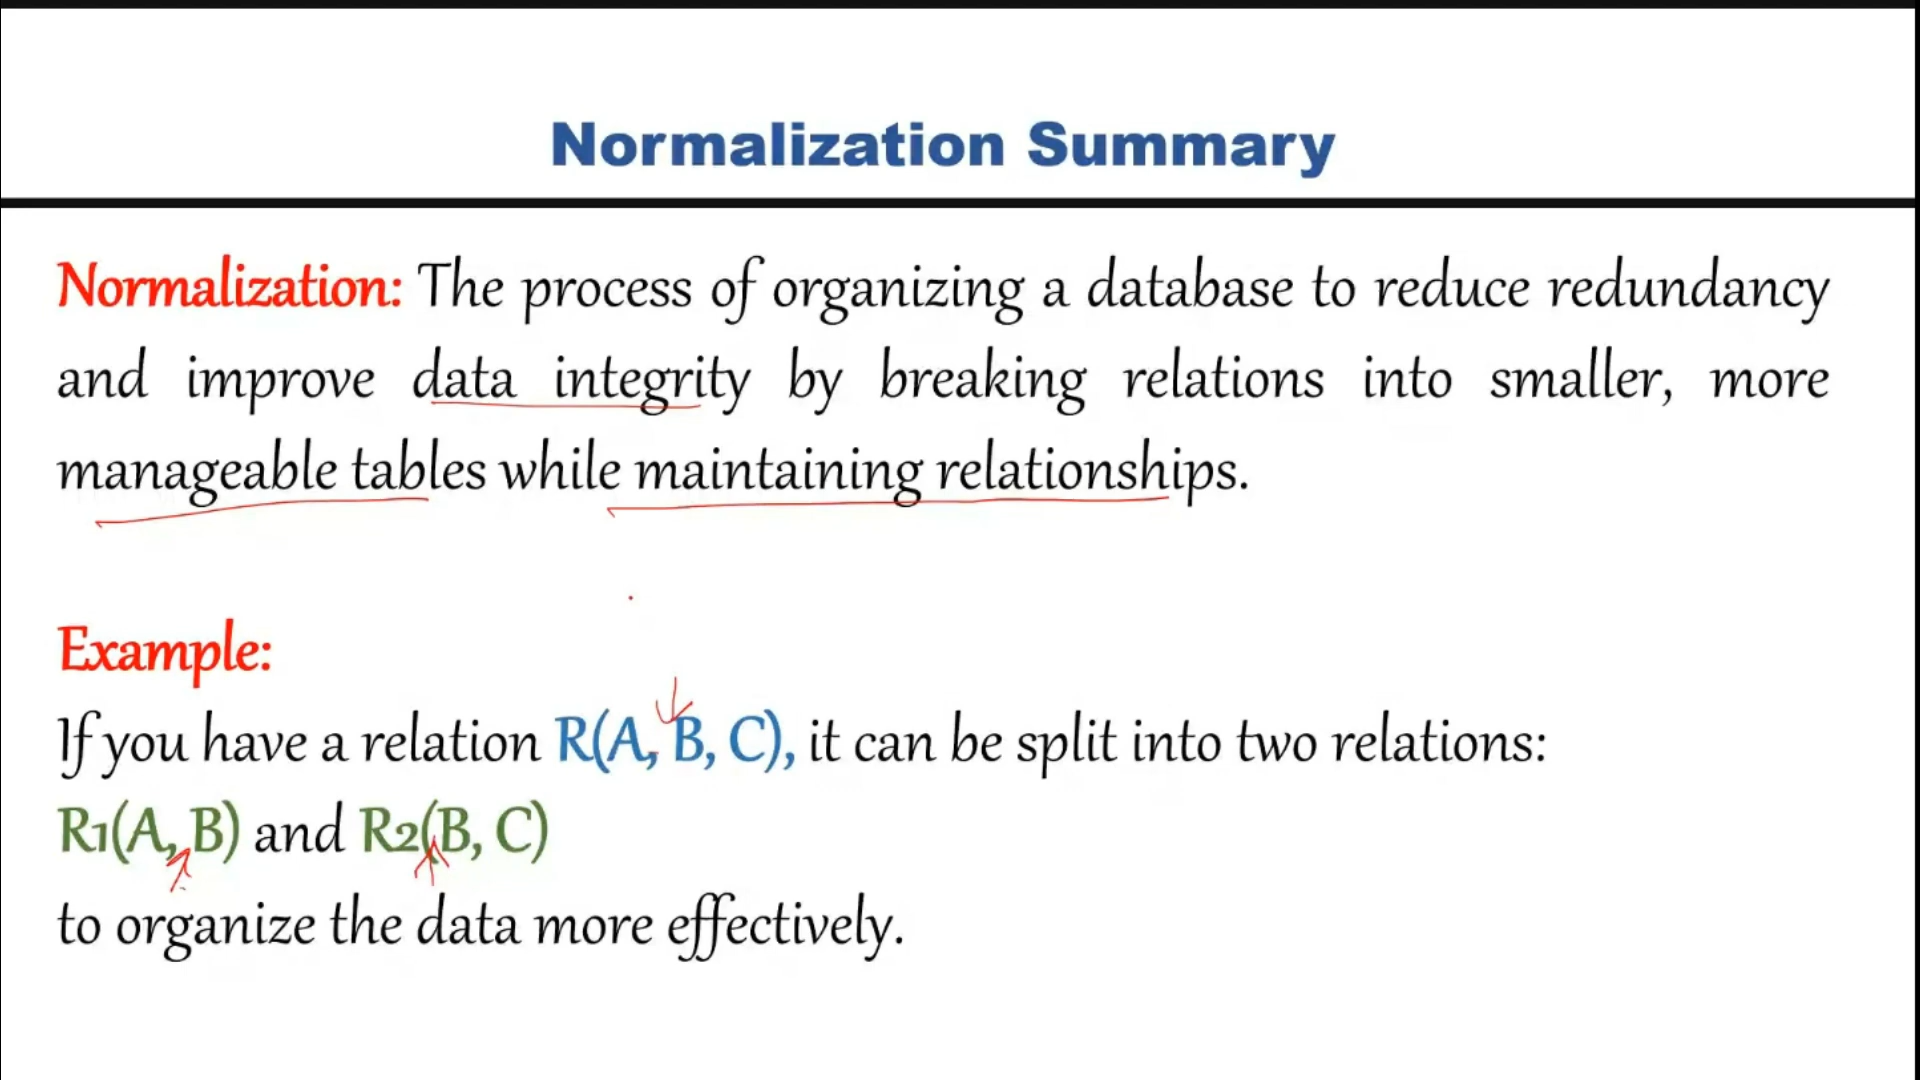 Normalization Summary
Normalization: The process of organizing a database to reduce redundancy
and improve data integrity by breaking relations into smaller, more
manageable tables while maintaining relationships.
Example:
If you have a relation R(A, B, C), it can be split into two relations:
R1(A, B) and R2(B, C)
to organize the data more effectively.